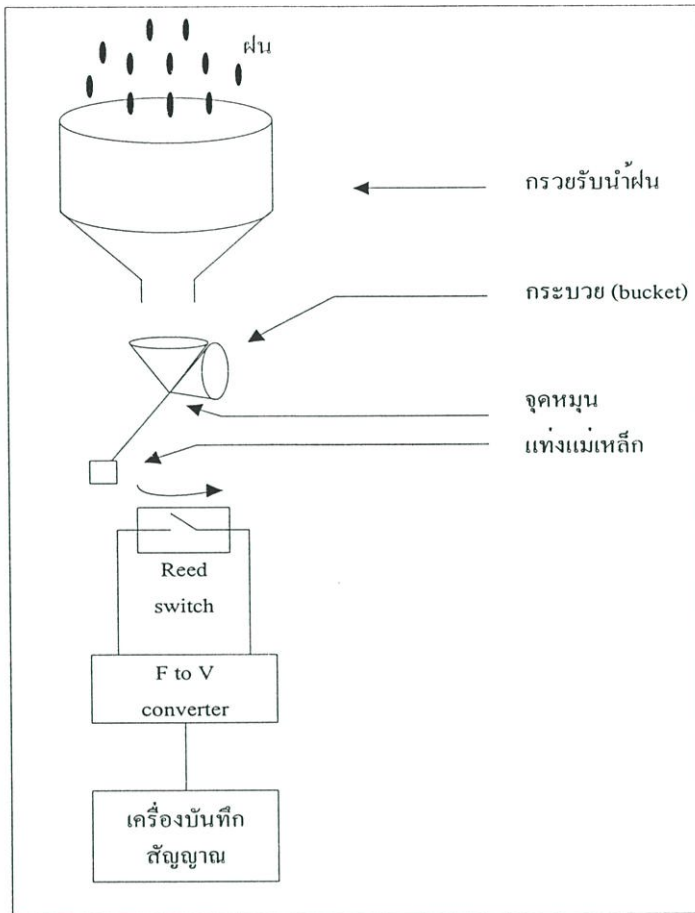 ฝน
กรวยรับน้ำฝน
กระบวย (bucket)
จุดหมุน
แท่งแม่เหล็ก
Reed
switch
F to V
converter
เครื่องบันทึก
สัญญาณ